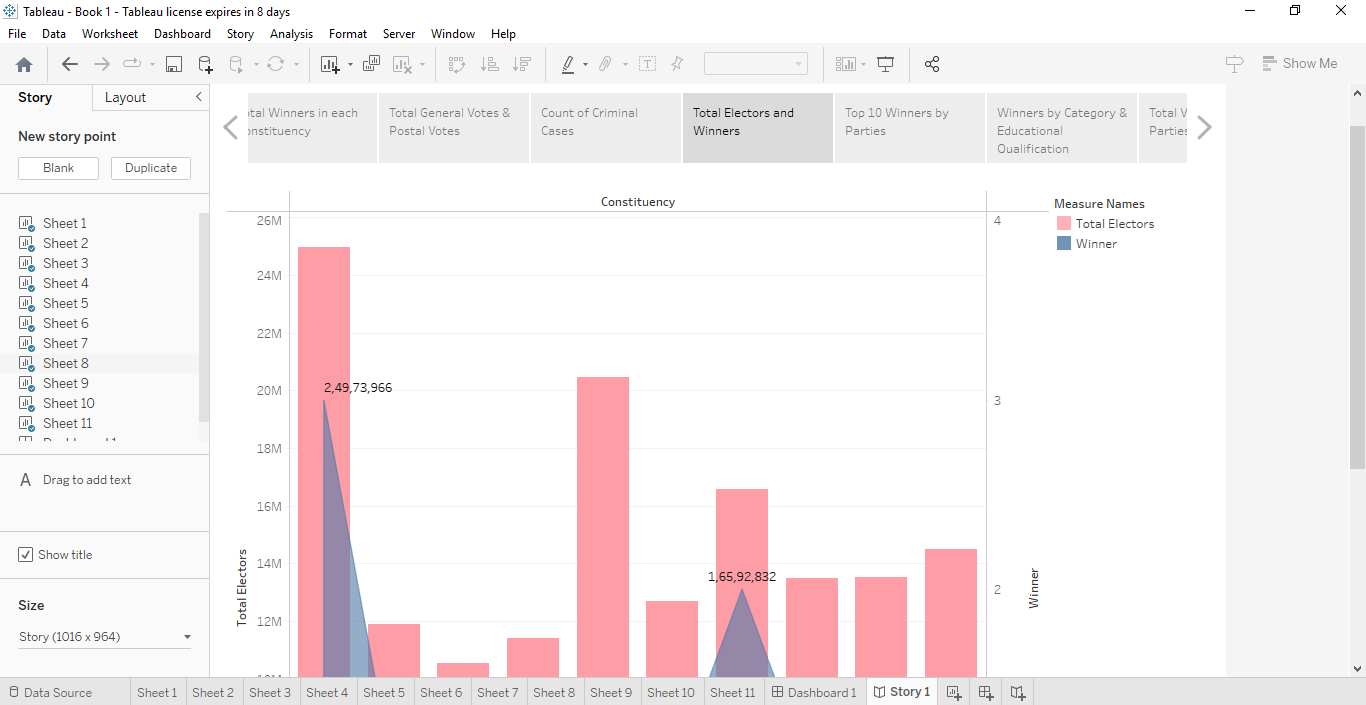 Tableau - Book 1 - Tableau license expires in 8 days
File Data Worksheet Dashboard Story Analysis Format Server Window Help
Show Me
Story Layout
New story point
Blank Duplicate
Sheet 1
Sheet 2
Sheet 3
Sheet 4
Sheet 5
Sheet 6
Sheet 7
Sheet 8
Sheet 9
Sheet 10
Sheet 11
A Drag to add text
Show title
Size
Story (1016 x 964)
otal Winners in each
onstituency
Total General Votes &
Postal Votes
Count of Criminal
Cases
Total Electors and
Winners
Top 10 Winners by
Parties
Winners by Category &
Educational
Qualification
Total V
Parties
Constituency
26M
24M
22M
20M
18M
16M
14M
12M
Total Electors
2,49,73,966
1,65,92,832
4
3
2
Winner
Measure Names
Total Electors
Winner
Data Source Sheet 1 Sheet 2 Sheet 3 Sheet 4 Sheet 5 Sheet 6 Sheet 7 Sheet 8 Sheet 9 Sheet 10 Sheet 11 Dashboard 1 Story 1